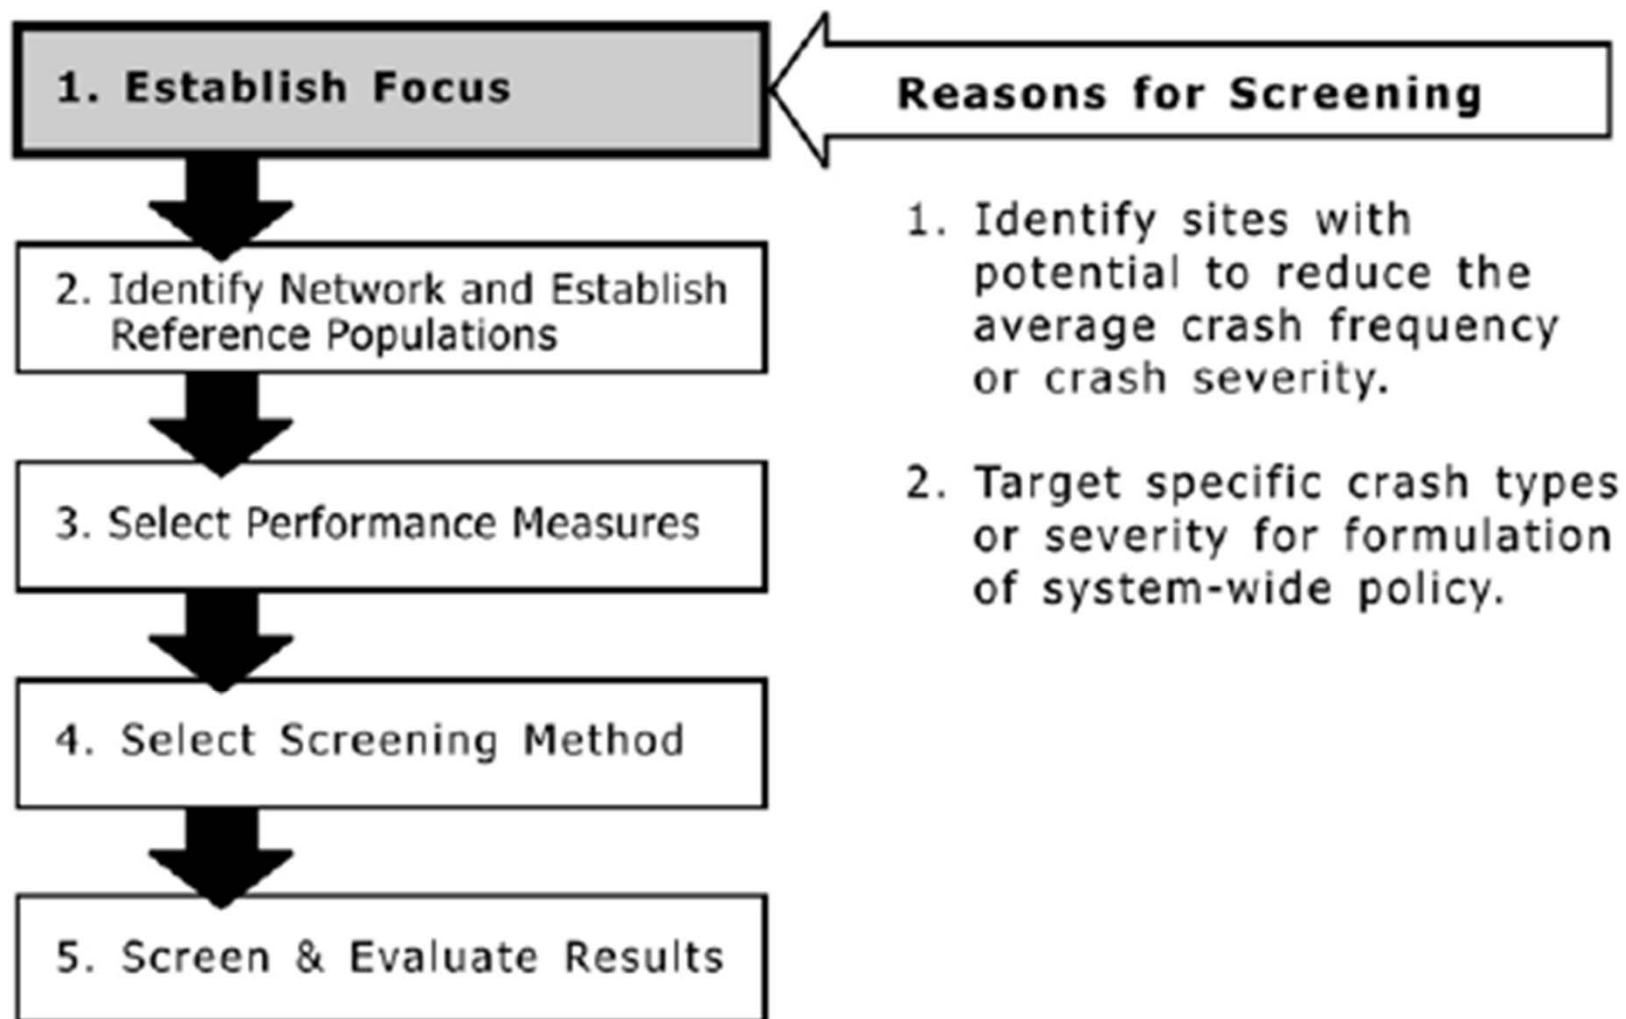 1. Establish Focus
Reasons for Screening
1. Identify sites with
potential to reduce the
average crash frequency
or crash severity.
2. Target specific crash types
or severity for formulation
of system-wide policy.
2. Identify Network and Establish
Reference Populations
3. Select Performance Measures
4. Select Screening Method
5. Screen & Evaluate Results